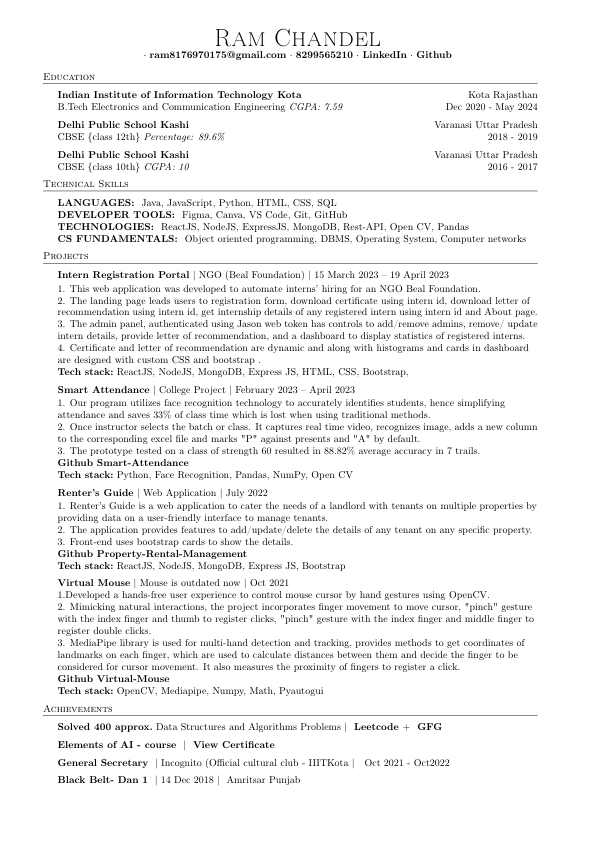 RAM CHANDEL
· ram8176970175@gmail.com · 8299565210 · LinkedIn · Github
EDUCATION
Indian Institute of Information Technology Kota Kota Rajasthan
B.Tech Electronics and Communication Engineering CGPA: 7.59 Dec 2020 - May 2024
Delhi Public School Kashi Varanasi Uttar Pradesh
CBSE {class 12th} Percentage: 89.6% 2018 - 2019
Delhi Public School Kashi Varanasi Uttar Pradesh
CBSE {class 10th} CGPA: 10 2016 - 2017
TECHNICAL SKILLS
LANGUAGES: Java, JavaScript, Python, HTML, CSS, SQL
DEVELOPER TOOLS: Figma, Canva, VS Code, Git, GitHub
TECHNOLOGIES: ReactJS, NodeJS, ExpressJS, MongoDB, Rest-API, Open CV, Pandas
CS FUNDAMENTALS: Object oriented programming, DBMS, Operating System, Computer networks
PROJECTS
Intern Registration Portal | NGO (Beal Foundation) | 15 March 2023 – 19 April 2023
1. This web application was developed to automate interns' hiring for an NGO Beal Foundation.
2. The landing page leads users to registration form, download certificate using intern id, download letter of
recommendation using intern id, get internship details of any registered intern using intern id and About page.
3. The admin panel, authenticated using Jason web token has controls to add/remove admins, remove/ update
intern details, provide letter of recommendation, and a dashboard to display statistics of registered interns.
4. Certificate and letter of recommendation are dynamic and along with histograms and cards in dashboard
are designed with custom CSS and bootstrap .
Tech stack: ReactJS, NodeJS, MongoDB, Express JS, HTML, CSS, Bootstrap,
Smart Attendance | College Project | February 2023 – April 2023
1. Our program utilizes face recognition technology to accurately identifies students, hence simplifying
attendance and saves 33% of class time which is lost when using traditional methods.
2. Once instructor selects the batch or class. It captures real time video, recognizes image, adds a new column
to the corresponding excel file and marks "P" against presents and "A" by default.
3. The prototype tested on a class of strength 60 resulted in 88.82% average accuracy in 7 trails.
Github Smart-Attendance
Tech stack: Python, Face Recognition, Pandas, NumPy, Open CV
Renter's Guide | Web Application | July 2022
1. Renter's Guide is a web application to cater the needs of a landlord with tenants on multiple properties by
providing data on a user-friendly interface to manage tenants.
2. The application provides features to add/update/delete the details of any tenant on any specific property.
3. Front-end uses bootstrap cards to show the details.
Github Property-Rental-Management
Tech stack: ReactJS, NodeJS, MongoDB, Express JS, Bootstrap
Virtual Mouse | Mouse is outdated now | Oct 2021
1.Developed a hands-free user experience to control mouse cursor by hand gestures using OpenCV.
2. Mimicking natural interactions, the project incorporates finger movement to move cursor, "pinch" gesture
with the index finger and thumb to register clicks, "pinch" gesture with the index finger and middle finger to
register double clicks.
3. MediaPipe library is used for multi-hand detection and tracking, provides methods to get coordinates of
landmarks on each finger, which are used to calculate distances between them and decide the finger to be
considered for cursor movement. It also measures the proximity of fingers to register a click.
Github Virtual-Mouse
Tech stack: OpenCV, Mediapipe, Numpy, Math, Pyautogui
ACHIEVEMENTS
Solved 400 approx. Data Structures and Algorithms Problems | Leetcode + GFG
Elements of AI - course | View Certificate
General Secretary | Incognito (Official cultural club - IIITKota | Oct 2021 - Oct2022
Black Belt- Dan 1 | 14 Dec 2018 | Amritsar Punjab